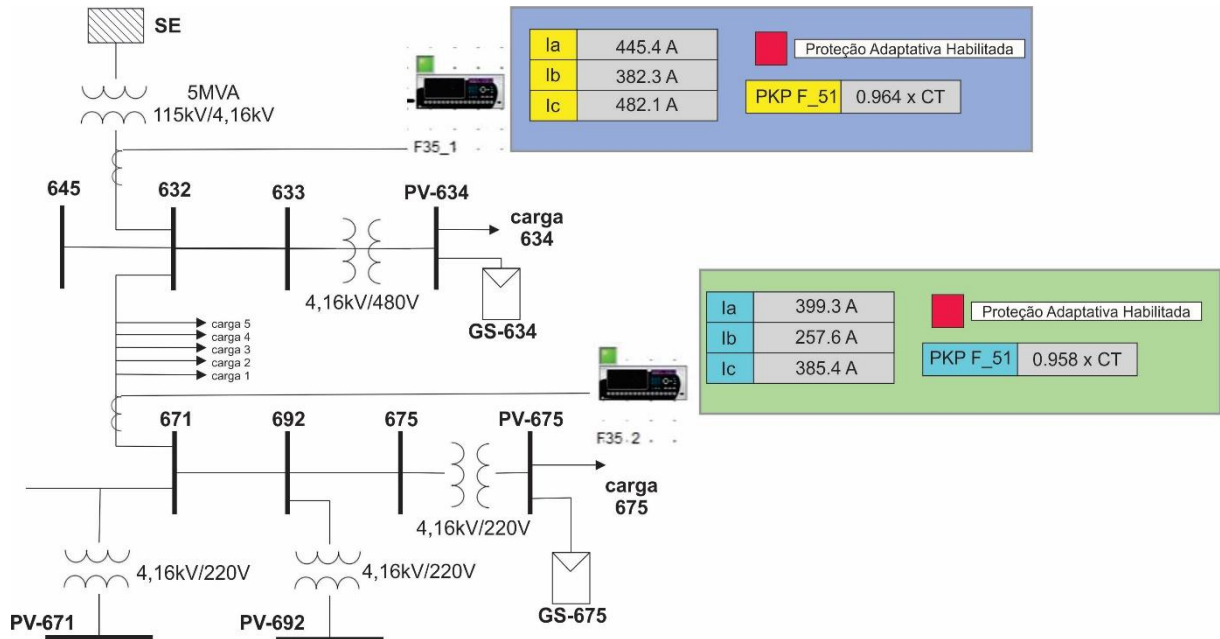 SE
5MVA
115kV/4,16kV
F35_1
Ia 445.4 A
Ib 382.3 A
Ic 482.1 A
Proteção Adaptativa Habilitada
PKP F_51 0.964 x CT
645
632
633
PV-634
carga
634
4,16kV/480V
GS-634
carga 5
carga 4
carga 3
carga 2
carga 1
Ia 399.3 A
Ib 257.6 A
Ic 385.4 A
Proteção Adaptativa Habilitada
PKP F_51 0.958 x CT
F35 2
671
692
675
PV-675
carga
675
4,16kV/220V
GS-675
4,16kV/220V
4,16kV/220V
PV-671
PV-692